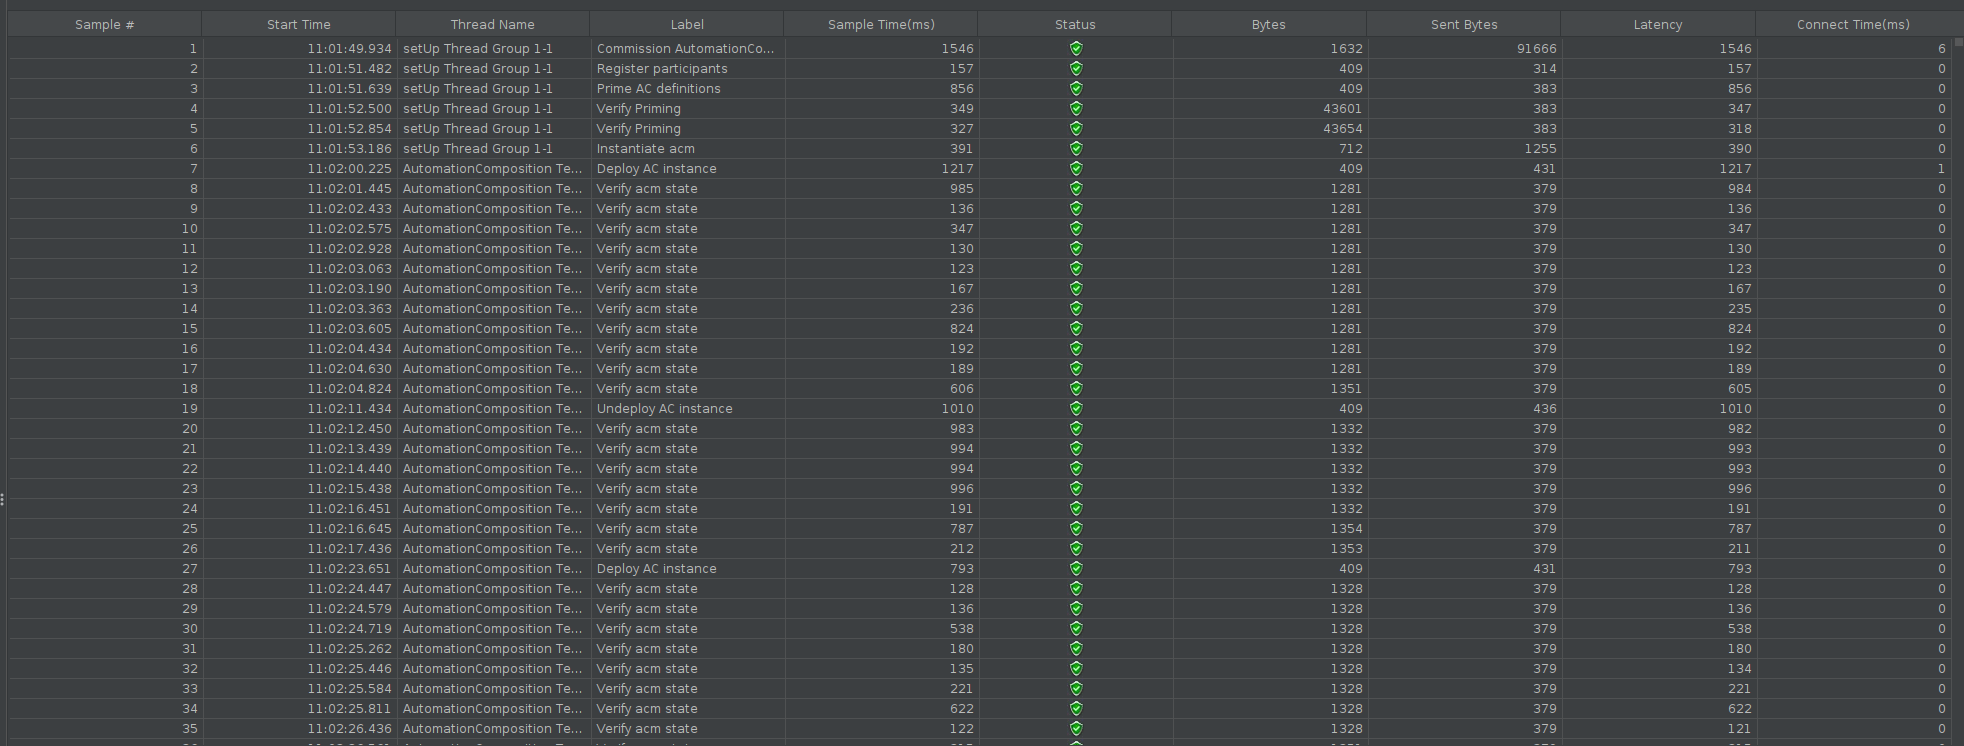 Sample # Start Time Thread Name Label Sample Time(ms) Status Bytes Sent Bytes Latency Connect Time(ms)
1 11:01:49.934 setUp Thread Group 1-1 Commission AutomationCo... 1546 1632 91666 1546 6
2 11:01:51.482 setUp Thread Group 1-1 Register participants 157 409 314 157 0
3 11:01:51.639 setUp Thread Group 1-1 Prime AC definitions 856 409 383 856 0
4 11:01:52.500 setUp Thread Group 1-1 Verify Priming 349 43601 383 347 0
5 11:01:52.854 setUp Thread Group 1-1 Verify Priming 327 43654 383 318 0
6 11:01:53.186 setUp Thread Group 1-1 Instantiate acm 391 712 1255 390 0
7 11:02:00.225 AutomationComposition Te... Deploy AC instance 1217 409 431 1217 1
8 11:02:01.445 AutomationComposition Te... Verify acm state 985 1281 379 984 0
9 11:02:02.433 AutomationComposition Te... Verify acm state 136 1281 379 136 0
10 11:02:02.575 AutomationComposition Te... Verify acm state 347 1281 379 347 0
11 11:02:02.928 AutomationComposition Te... Verify acm state 130 1281 379 130 0
12 11:02:03.063 AutomationComposition Te... Verify acm state 123 1281 379 123 0
13 11:02:03.190 AutomationComposition Te... Verify acm state 167 1281 379 167 0
14 11:02:03.363 AutomationComposition Te... Verify acm state 236 1281 379 235 0
15 11:02:03.605 AutomationComposition Te... Verify acm state 824 1281 379 824 0
16 11:02:04.434 AutomationComposition Te... Verify acm state 192 1281 379 192 0
17 11:02:04.630 AutomationComposition Te... Verify acm state 189 1281 379 189 0
18 11:02:04.824 AutomationComposition Te... Verify acm state 606 1351 379 605 0
19 11:02:11.434 AutomationComposition Te... Undeploy AC instance 1010 409 436 1010 0
20 11:02:12.450 AutomationComposition Te... Verify acm state 983 1332 379 982 0
21 11:02:13.439 AutomationComposition Te... Verify acm state 994 1332 379 993 0
22 11:02:14.440 AutomationComposition Te... Verify acm state 994 1332 379 993 0
23 11:02:15.438 AutomationComposition Te... Verify acm state 996 1332 379 996 0
24 11:02:16.451 AutomationComposition Te... Verify acm state 191 1332 379 191 0
25 11:02:16.645 AutomationComposition Te... Verify acm state 787 1354 379 787 0
26 11:02:17.436 AutomationComposition Te... Verify acm state 212 1353 379 211 0
27 11:02:23.651 AutomationComposition Te... Deploy AC instance 793 409 431 793 0
28 11:02:24.447 AutomationComposition Te... Verify acm state 128 1328 379 128 0
29 11:02:24.579 AutomationComposition Te... Verify acm state 136 1328 379 136 0
30 11:02:24.719 AutomationComposition Te... Verify acm state 538 1328 379 538 0
31 11:02:25.262 AutomationComposition Te... Verify acm state 180 1328 379 180 0
32 11:02:25.446 AutomationComposition Te... Verify acm state 135 1328 379 134 0
33 11:02:25.584 AutomationComposition Te... Verify acm state 221 1328 379 221 0
34 11:02:25.811 AutomationComposition Te... Verify acm state 622 1328 379 622 0
35 11:02:26.436 AutomationComposition Te... Verify acm state 122 1328 379 121 0